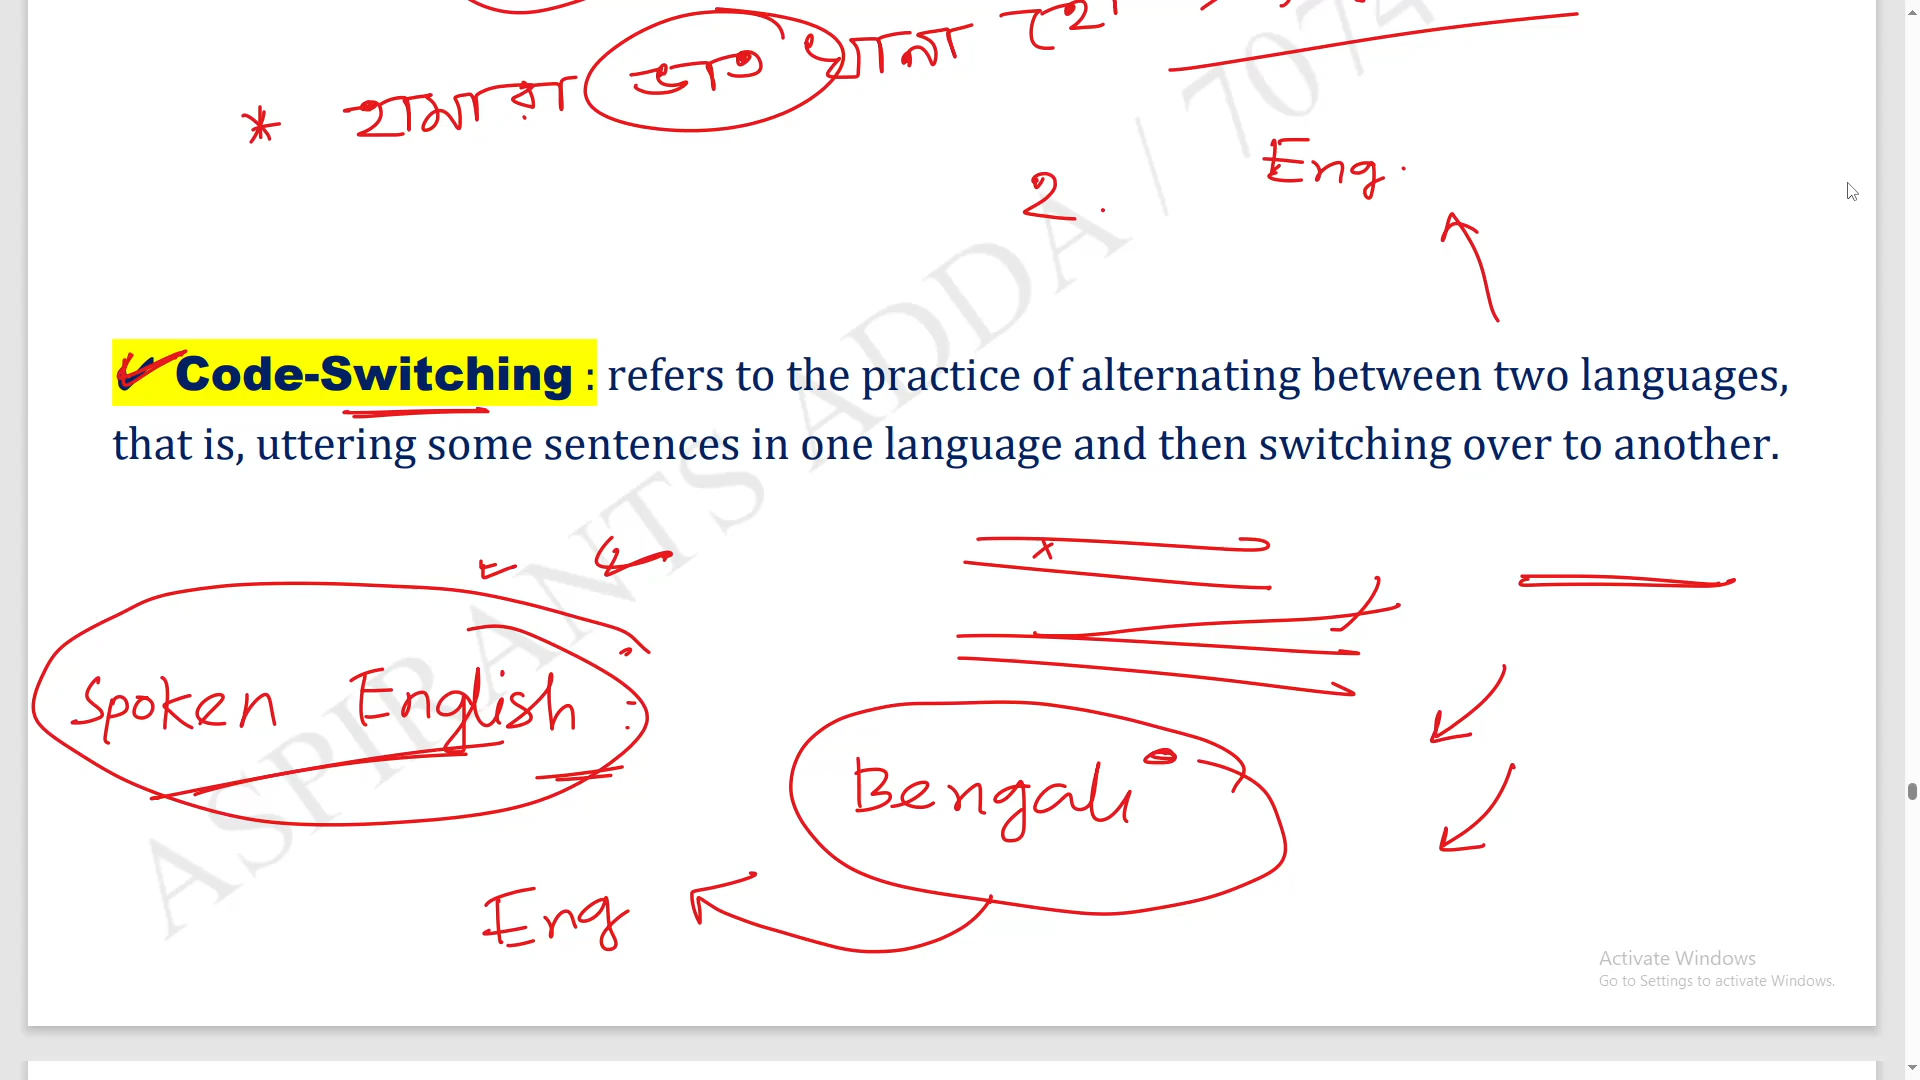 * 
2.
Eng.
Code-Switching : refers to the practice of alternating between two languages,
that is, uttering some sentences in one language and then switching over to another.
Spoken English :
Bengali
Eng
ASPIRANTS ADDA / 7074
Activate Windows
Go to Settings to activate Windows.